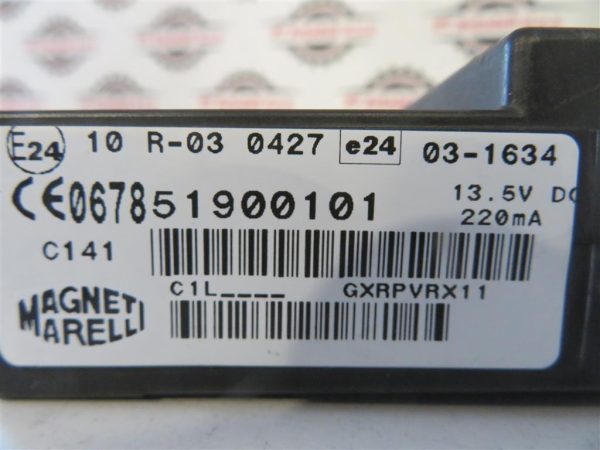 E24 10 R-03 0427 e24 03-1634
CE0678 51900101 13.5V DC
C141 220mA
C1L____ GXRPVRX11
MAGNETI
MARELLI